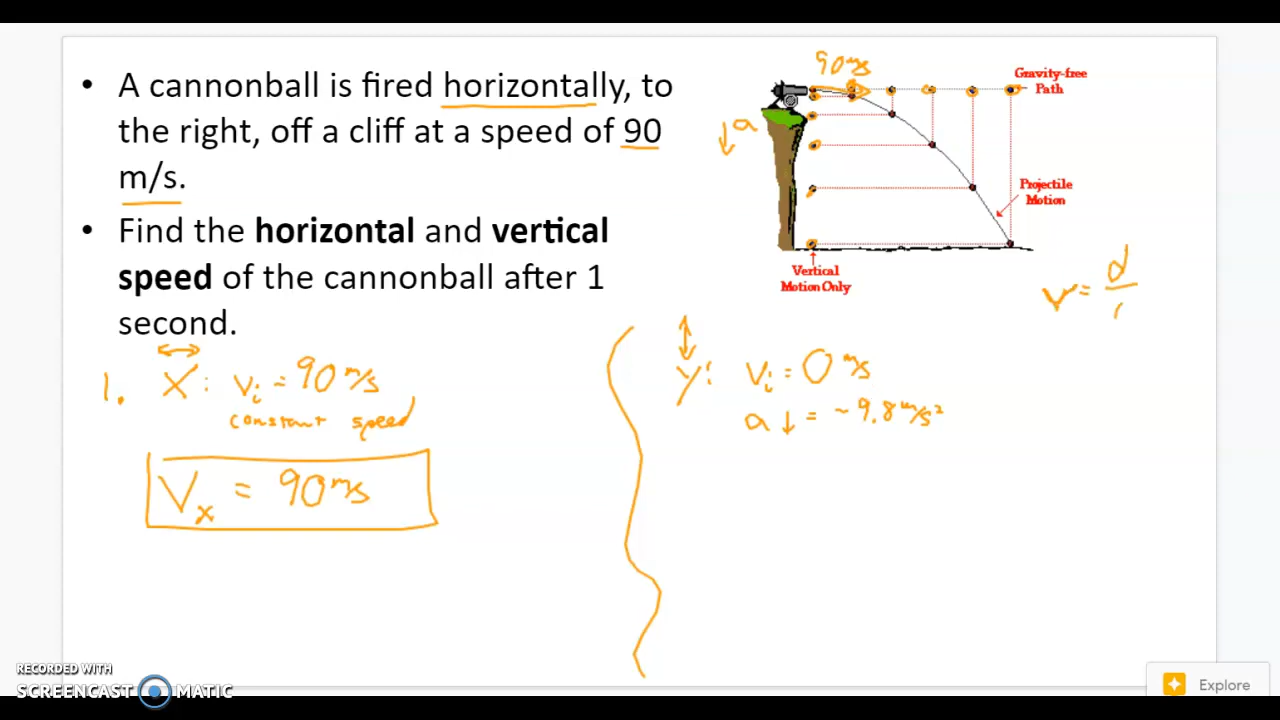 • A cannonball is fired horizontally, to
the right, off a cliff at a speed of 90
m/s.
• Find the horizontal and vertical
speed of the cannonball after 1
second.
90 m/s
Gravity-free
Path
a
Projectile
Motion
Vertical
Motion Only
v = d
1. X: vi = 90 m/s
constant speed
Vx = 90 m/s
y: vi = 0 m/s
a ↓ = -9.8 m/s²
RECORDED WITH
SCREENCAST MATIC
Explore